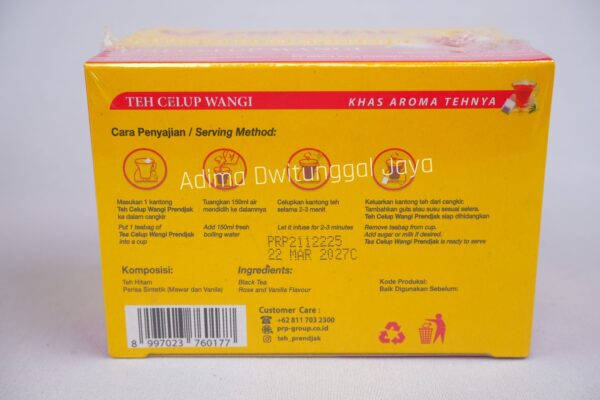 TEH CELUP WANGI
KHAS AROMA TEHNYA
Cara Penyajian / Serving Method:
Adima Dwitunggal Jaya
Masukan 1 kantong
Teh Celup Wangi Prendjak
ke dalam cangkir
Put 1 teabag of
Tea Celup Wangi Prendjak
into a cup
Tuangkan 150ml air
mendidih ke dalamnya
Add 150ml fresh
boiling water
Celupkan kantong teh
selama 2-3 menit
Let it infuse for 2-3 minutes
Keluarkan kantong teh dari cangkir.
Tambahkan gula atau susu sesuai selera.
Teh Celup Wangi Prendjak siap dihidangkan
Remove teabag from cup.
Add sugar or milk if desired.
Tea Celup Wangi Prendjak is ready to serve
PRP2112225
22 MAR 2027C
Komposisi:
Teh Hitam
Perisa Sintetik (Mawar dan Vanila)
Ingredients:
Black Tea
Rose and Vanilla Flavour
Kode Produksi:
Baik Digunakan Sebelum:
Customer Care :
+62 811 703 2300
prp-group.co.id
teh_prendjak
8 997023 760177